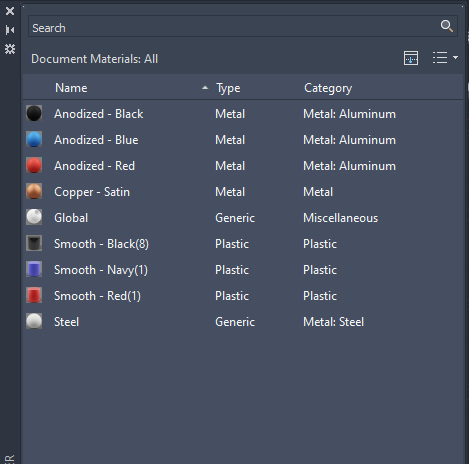 Search
Document Materials: All
Name Type Category
Anodized - Black Metal Metal: Aluminum
Anodized - Blue Metal Metal: Aluminum
Anodized - Red Metal Metal: Aluminum
Copper - Satin Metal Metal
Global Generic Miscellaneous
Smooth - Black(8) Plastic Plastic
Smooth - Navy(1) Plastic Plastic
Smooth - Red(1) Plastic Plastic
Steel Generic Metal: Steel
ER